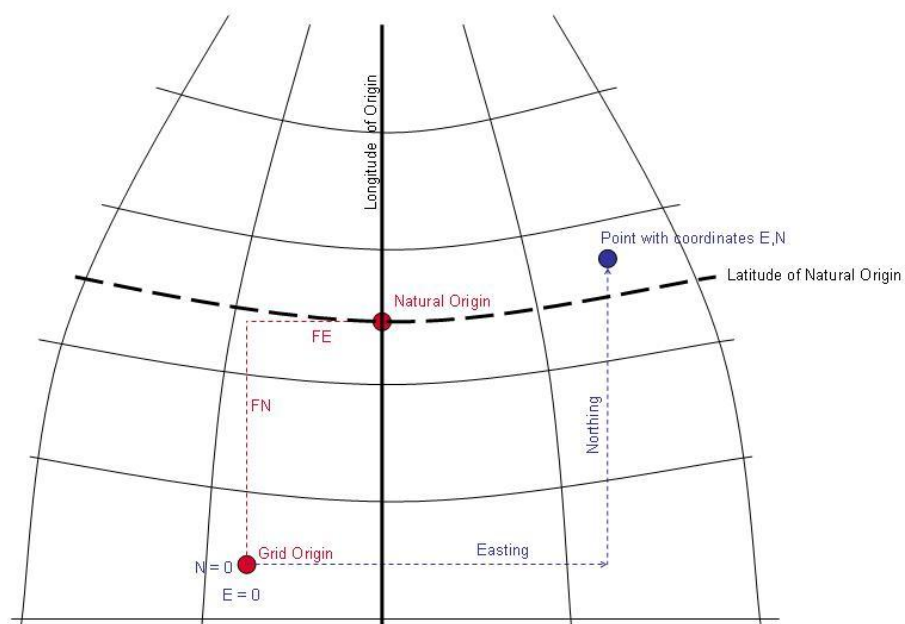 Longitude of Origin
Point with coordinates E,N
Latitude of Natural Origin
Natural Origin
FE
FN
Northing
Grid Origin
Easting
N = 0
E = 0